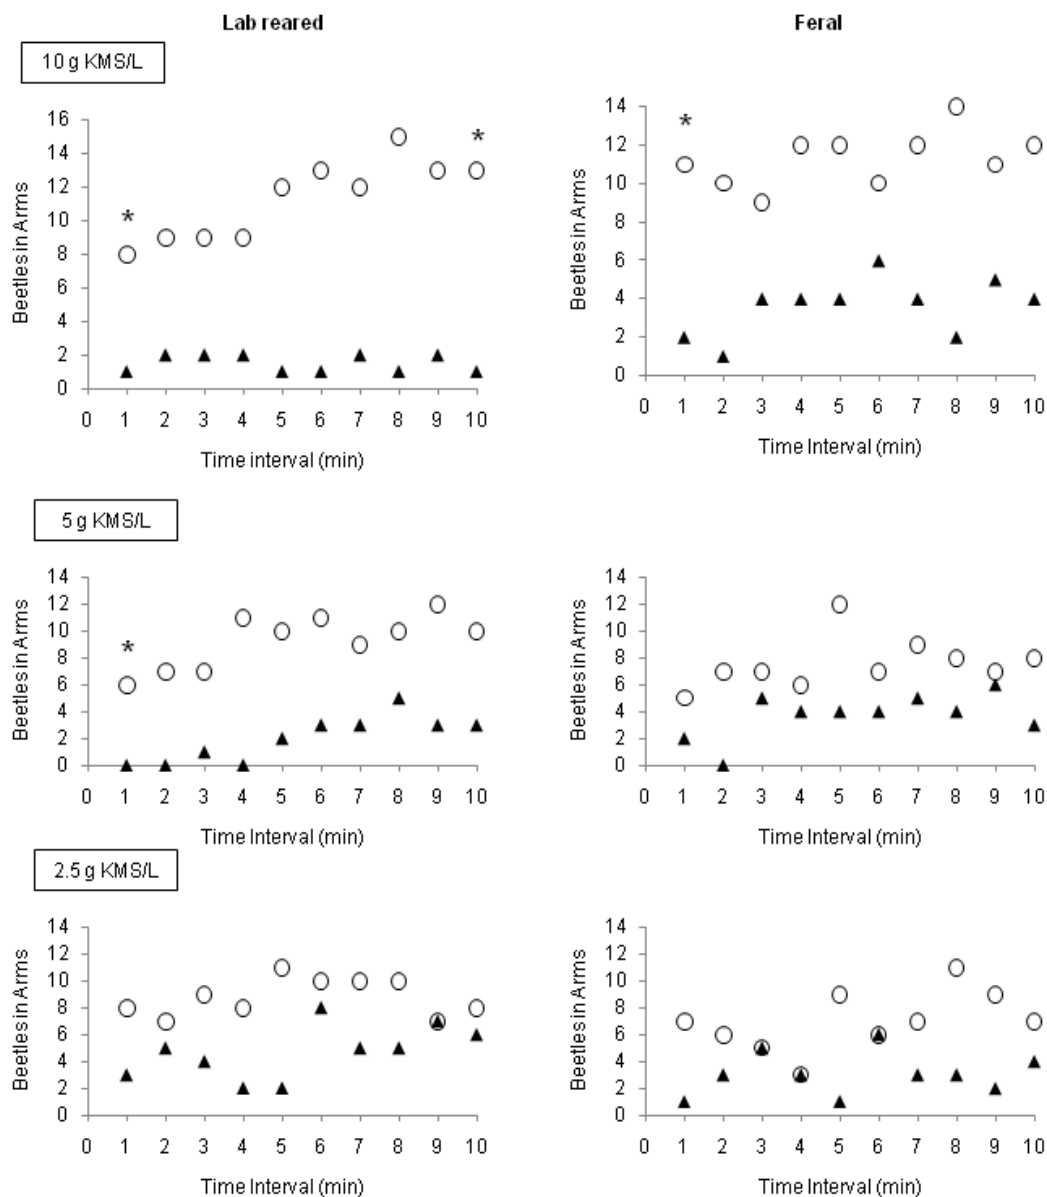 Lab reared
Feral
10 g KMS/L
Beetles in Arms
16
14
12
10
8
6
4
2
0
*
*
0 1 2 3 4 5 6 7 8 9 10
Time interval (min)
Beetles in Arms
14
12
10
8
6
4
2
0
*
0 1 2 3 4 5 6 7 8 9 10
Time Interval (min)
5 g KMS/L
Beetles in Arms
14
12
10
8
6
4
2
0
*
0 1 2 3 4 5 6 7 8 9 10
Time Interval (min)
Beetles in Arms
14
12
10
8
6
4
2
0
0 1 2 3 4 5 6 7 8 9 10
Time Interval (min)
2.5 g KMS/L
Beetles in Arms
14
12
10
8
6
4
2
0
0 1 2 3 4 5 6 7 8 9 10
Time Interval (min)
Beetles in Arms
14
12
10
8
6
4
2
0
0 1 2 3 4 5 6 7 8 9 10
Time Interval (min)